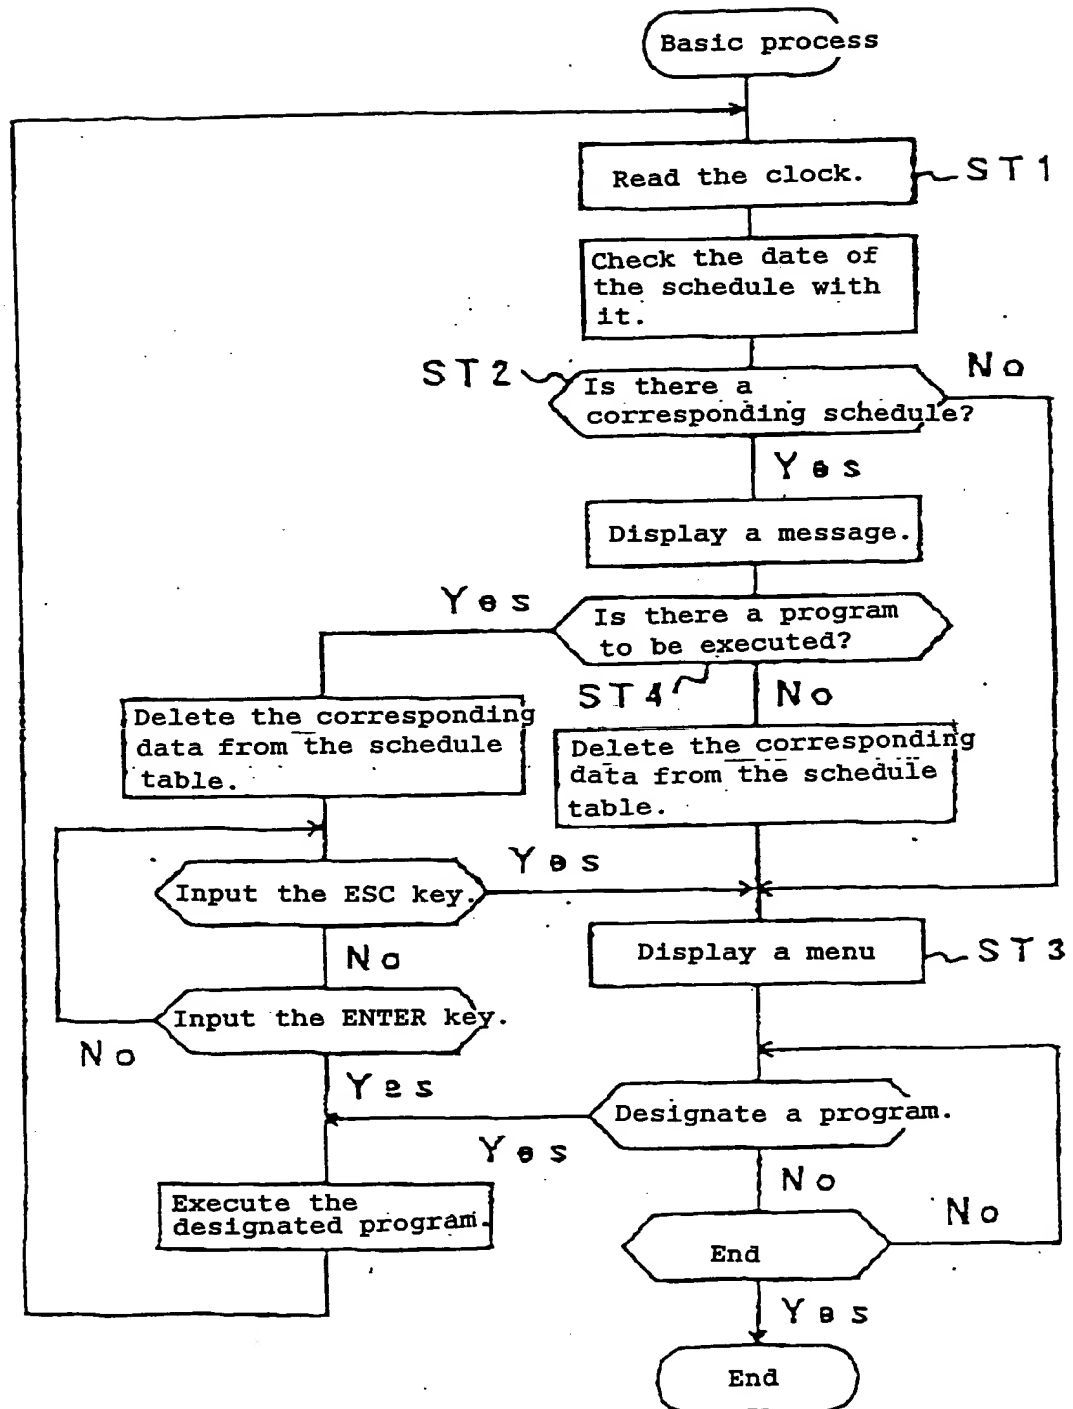 Basic process
Read the clock.
ST1
Check the date of
the schedule with
it.
ST2
No
Is there a
corresponding schedule?
Yes
Display a message.
Yes
Is there a program
to be executed?
ST4
No
Delete the corresponding
data from the schedule
table.
Delete the corresponding
data from the schedule
table.
Yes
Input the ESC key.
No
Display a menu
ST3
Input the ENTER key.
No
Yes
Designate a program.
Yes
No
Execute the
designated program.
No
End
Yes
End